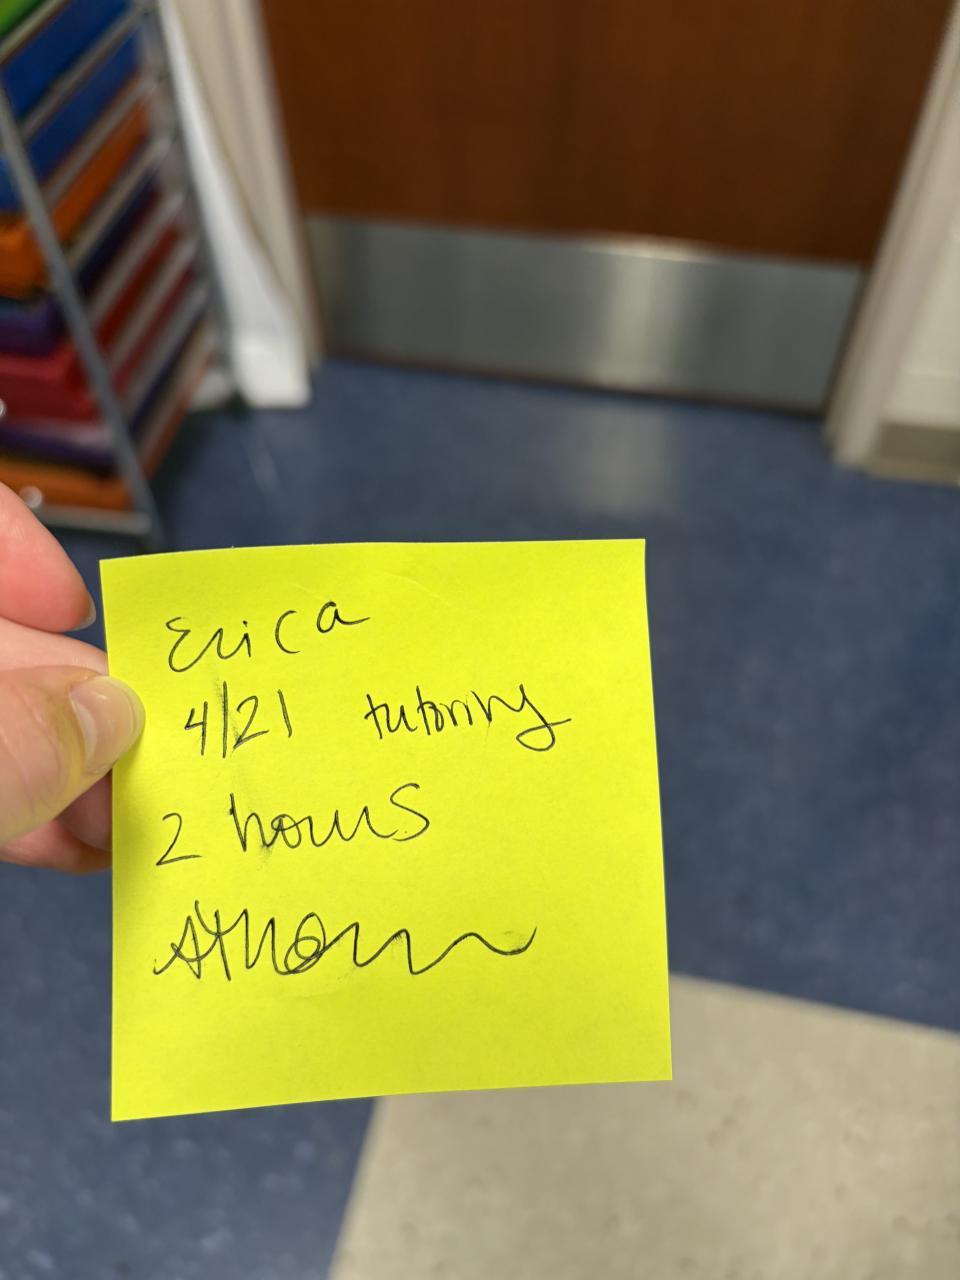 Erica
4/21 tutoring
2 hours